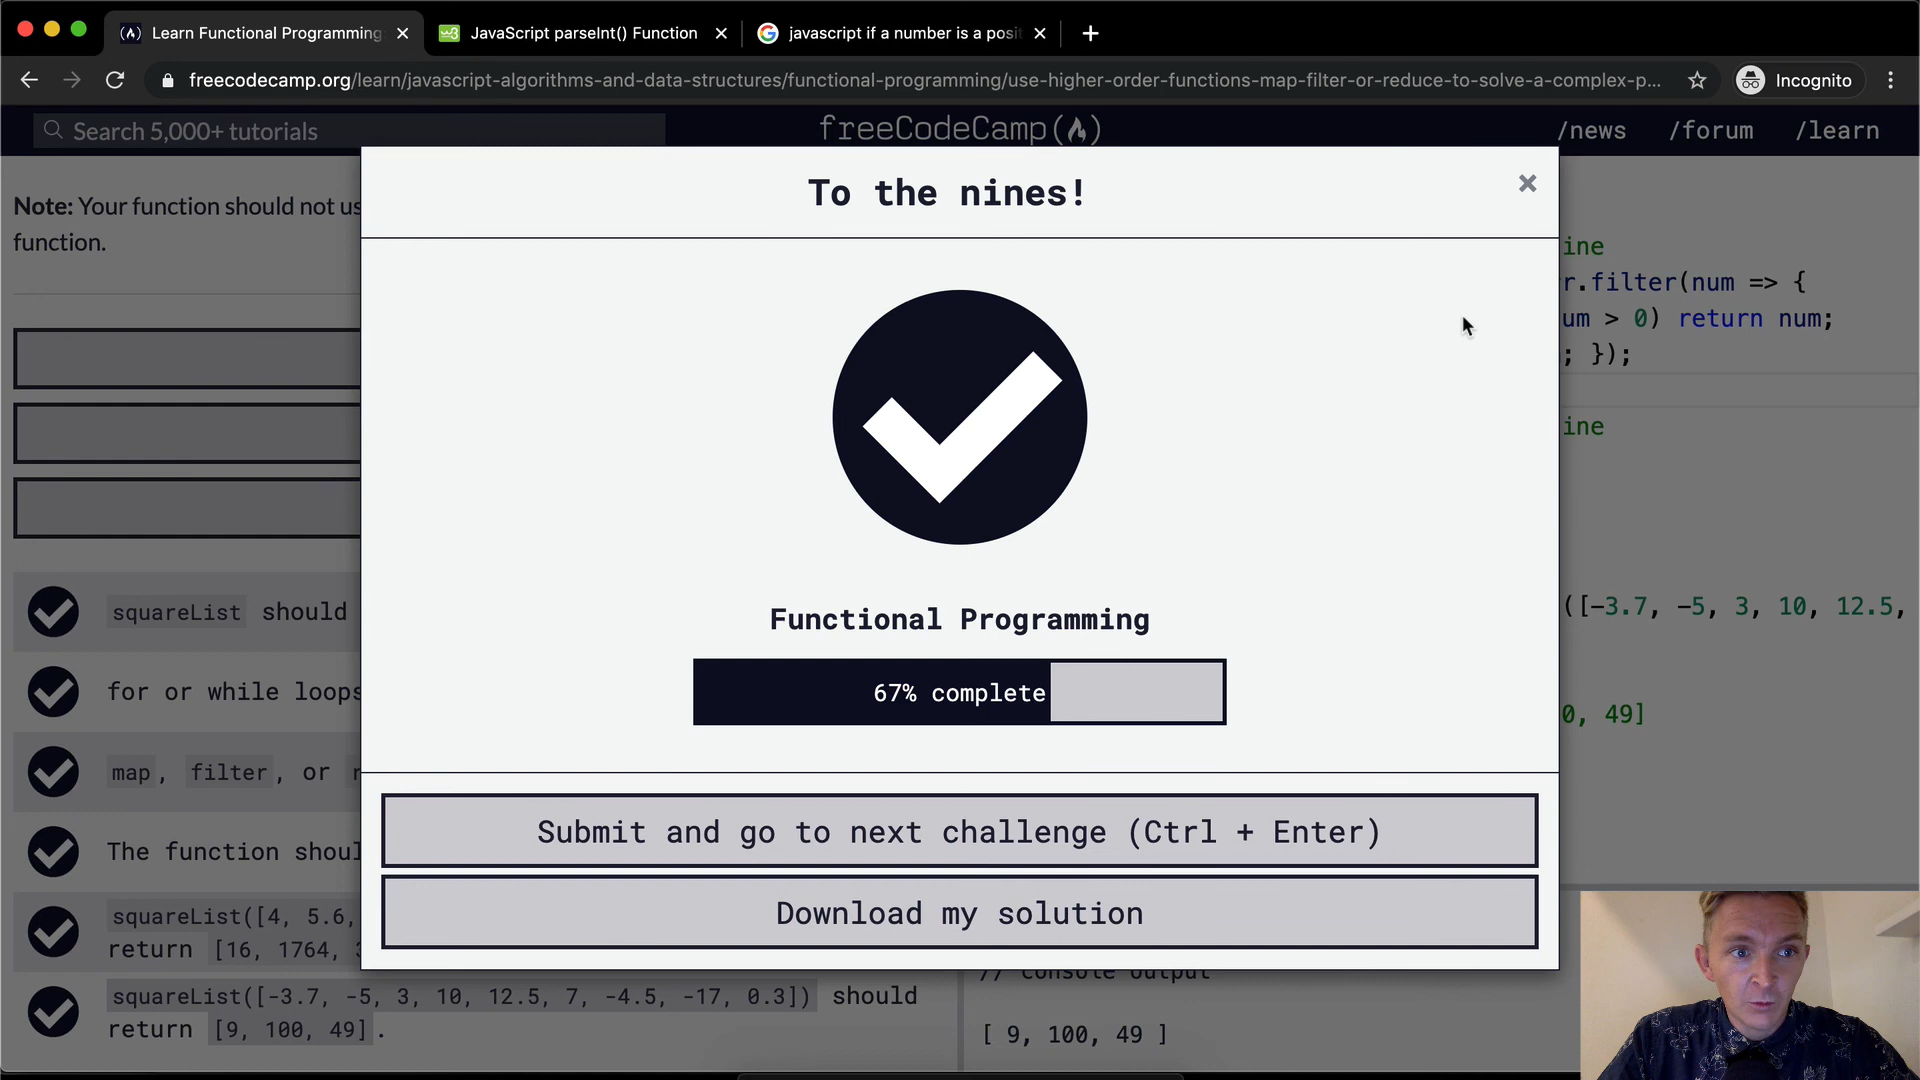 Learn Functional Programming:
JavaScript parseInt() Function
javascript if a number is a posit
freecodecamp.org/learn/javascript-algorithms-and-data-structures/functional-programming/use-higher-order-functions-map-filter-or-reduce-to-solve-a-complex-p...
Incognito
Search 5,000+ tutorials
freeCodeCamp
/news
/forum
/learn
To the nines!
Note: Your function should not us
function.
ine
r.filter(num => {
um > 0) return num;
; });
ine
Functional Programming
67% complete
([-3.7, -5, 3, 10, 12.5,
0, 49]
squareList should
for or while loops
map, filter, or r
The function shoul
squareList([4, 5.6,
return [16, 1764, 3
squareList([-3.7, -5, 3, 10, 12.5, 7, -4.5, -17, 0.3]) should
return [9, 100, 49].
Submit and go to next challenge (Ctrl + Enter)
Download my solution
// console output
[ 9, 100, 49 ]